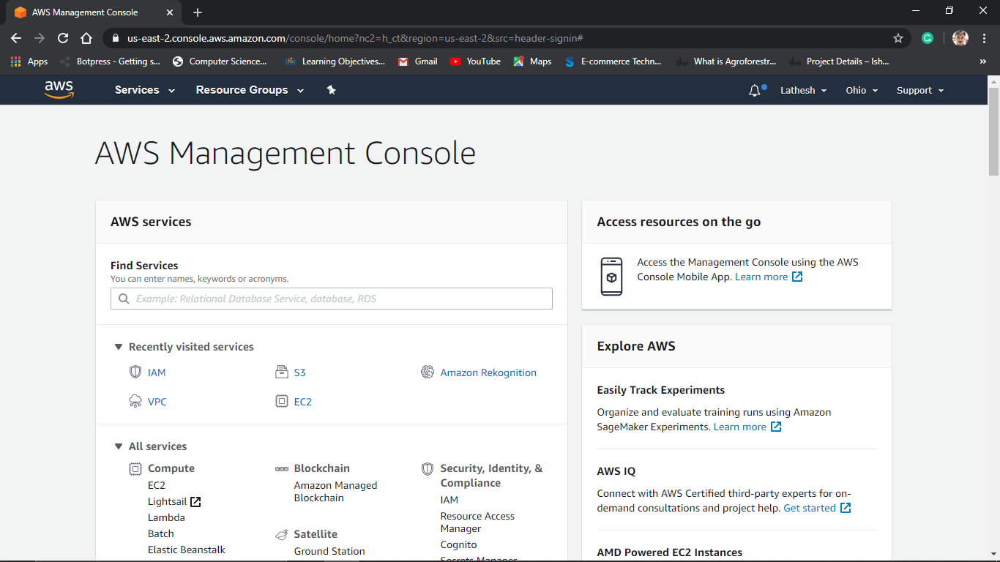 AWS Management Console
us-east-2.console.aws.amazon.com/console/home?nc2=h_ct&region=us-east-2&src=header-signin#
Apps Botpress - Getting s... Computer Science... Learning Objectives... Gmail YouTube Maps E-commerce Techn... What is Agroforestr... Project Details – Ish...
aws Services Resource Groups Lathesh Ohio Support
AWS Management Console
AWS services
Find Services
You can enter names, keywords or acronyms.
Example: Relational Database Service, database, RDS
Recently visited services
IAM S3 Amazon Rekognition
VPC EC2
All services
Compute
EC2
Lightsail
Lambda
Batch
Elastic Beanstalk
Blockchain
Amazon Managed
Blockchain
Satellite
Ground Station
Security, Identity, &
Compliance
IAM
Resource Access
Manager
Cognito
Secrets Manager
Access resources on the go
Access the Management Console using the AWS
Console Mobile App. Learn more
Explore AWS
Easily Track Experiments
Organize and evaluate training runs using Amazon
SageMaker Experiments. Learn more
AWS IQ
Connect with AWS Certified third-party experts for on-
demand consultations and project help. Get started
AMD Powered EC2 Instances